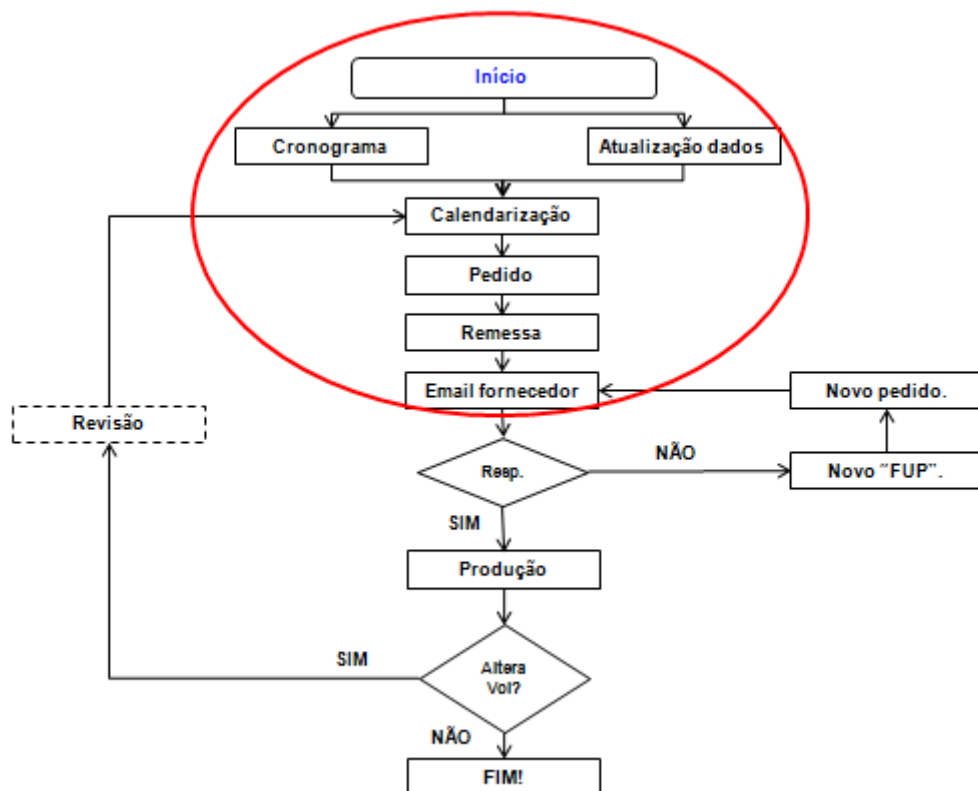 Início
Cronograma
Atualização dados
Calendarização
Pedido
Remessa
Email fornecedor
Novo pedido.
Revisão
NÃO
Resp.
Novo “FUP”.
SIM
Produção
SIM
Altera
Vol?
NÃO
FIM!